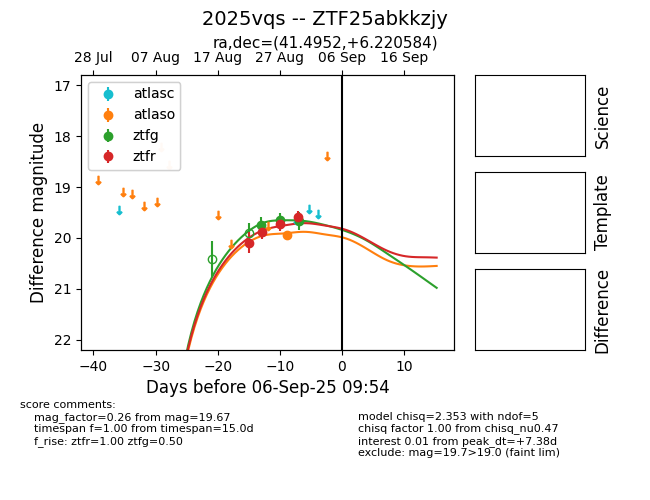 2025vqs -- ZTF25abkkzjy
ra,dec=(41.4952,+6.220584)
28 Jul 07 Aug 17 Aug 27 Aug 06 Sep 16 Sep
atlasc
atlaso
ztfg
ztfr
17
18
19
20
21
22
Difference magnitude
−40 −30 −20 −10 0 10
Days before 06-Sep-25 09:54
Science
Template
Difference
score comments:
mag_factor=0.26 from mag=19.67
timespan f=1.00 from timespan=15.0d
f_rise: ztfr=1.00 ztfg=0.50
model chisq=2.353 with ndof=5
chisq factor 1.00 from chisq_nu0.47
interest 0.01 from peak_dt=+7.38d
exclude: mag=19.7>19.0 (faint lim)